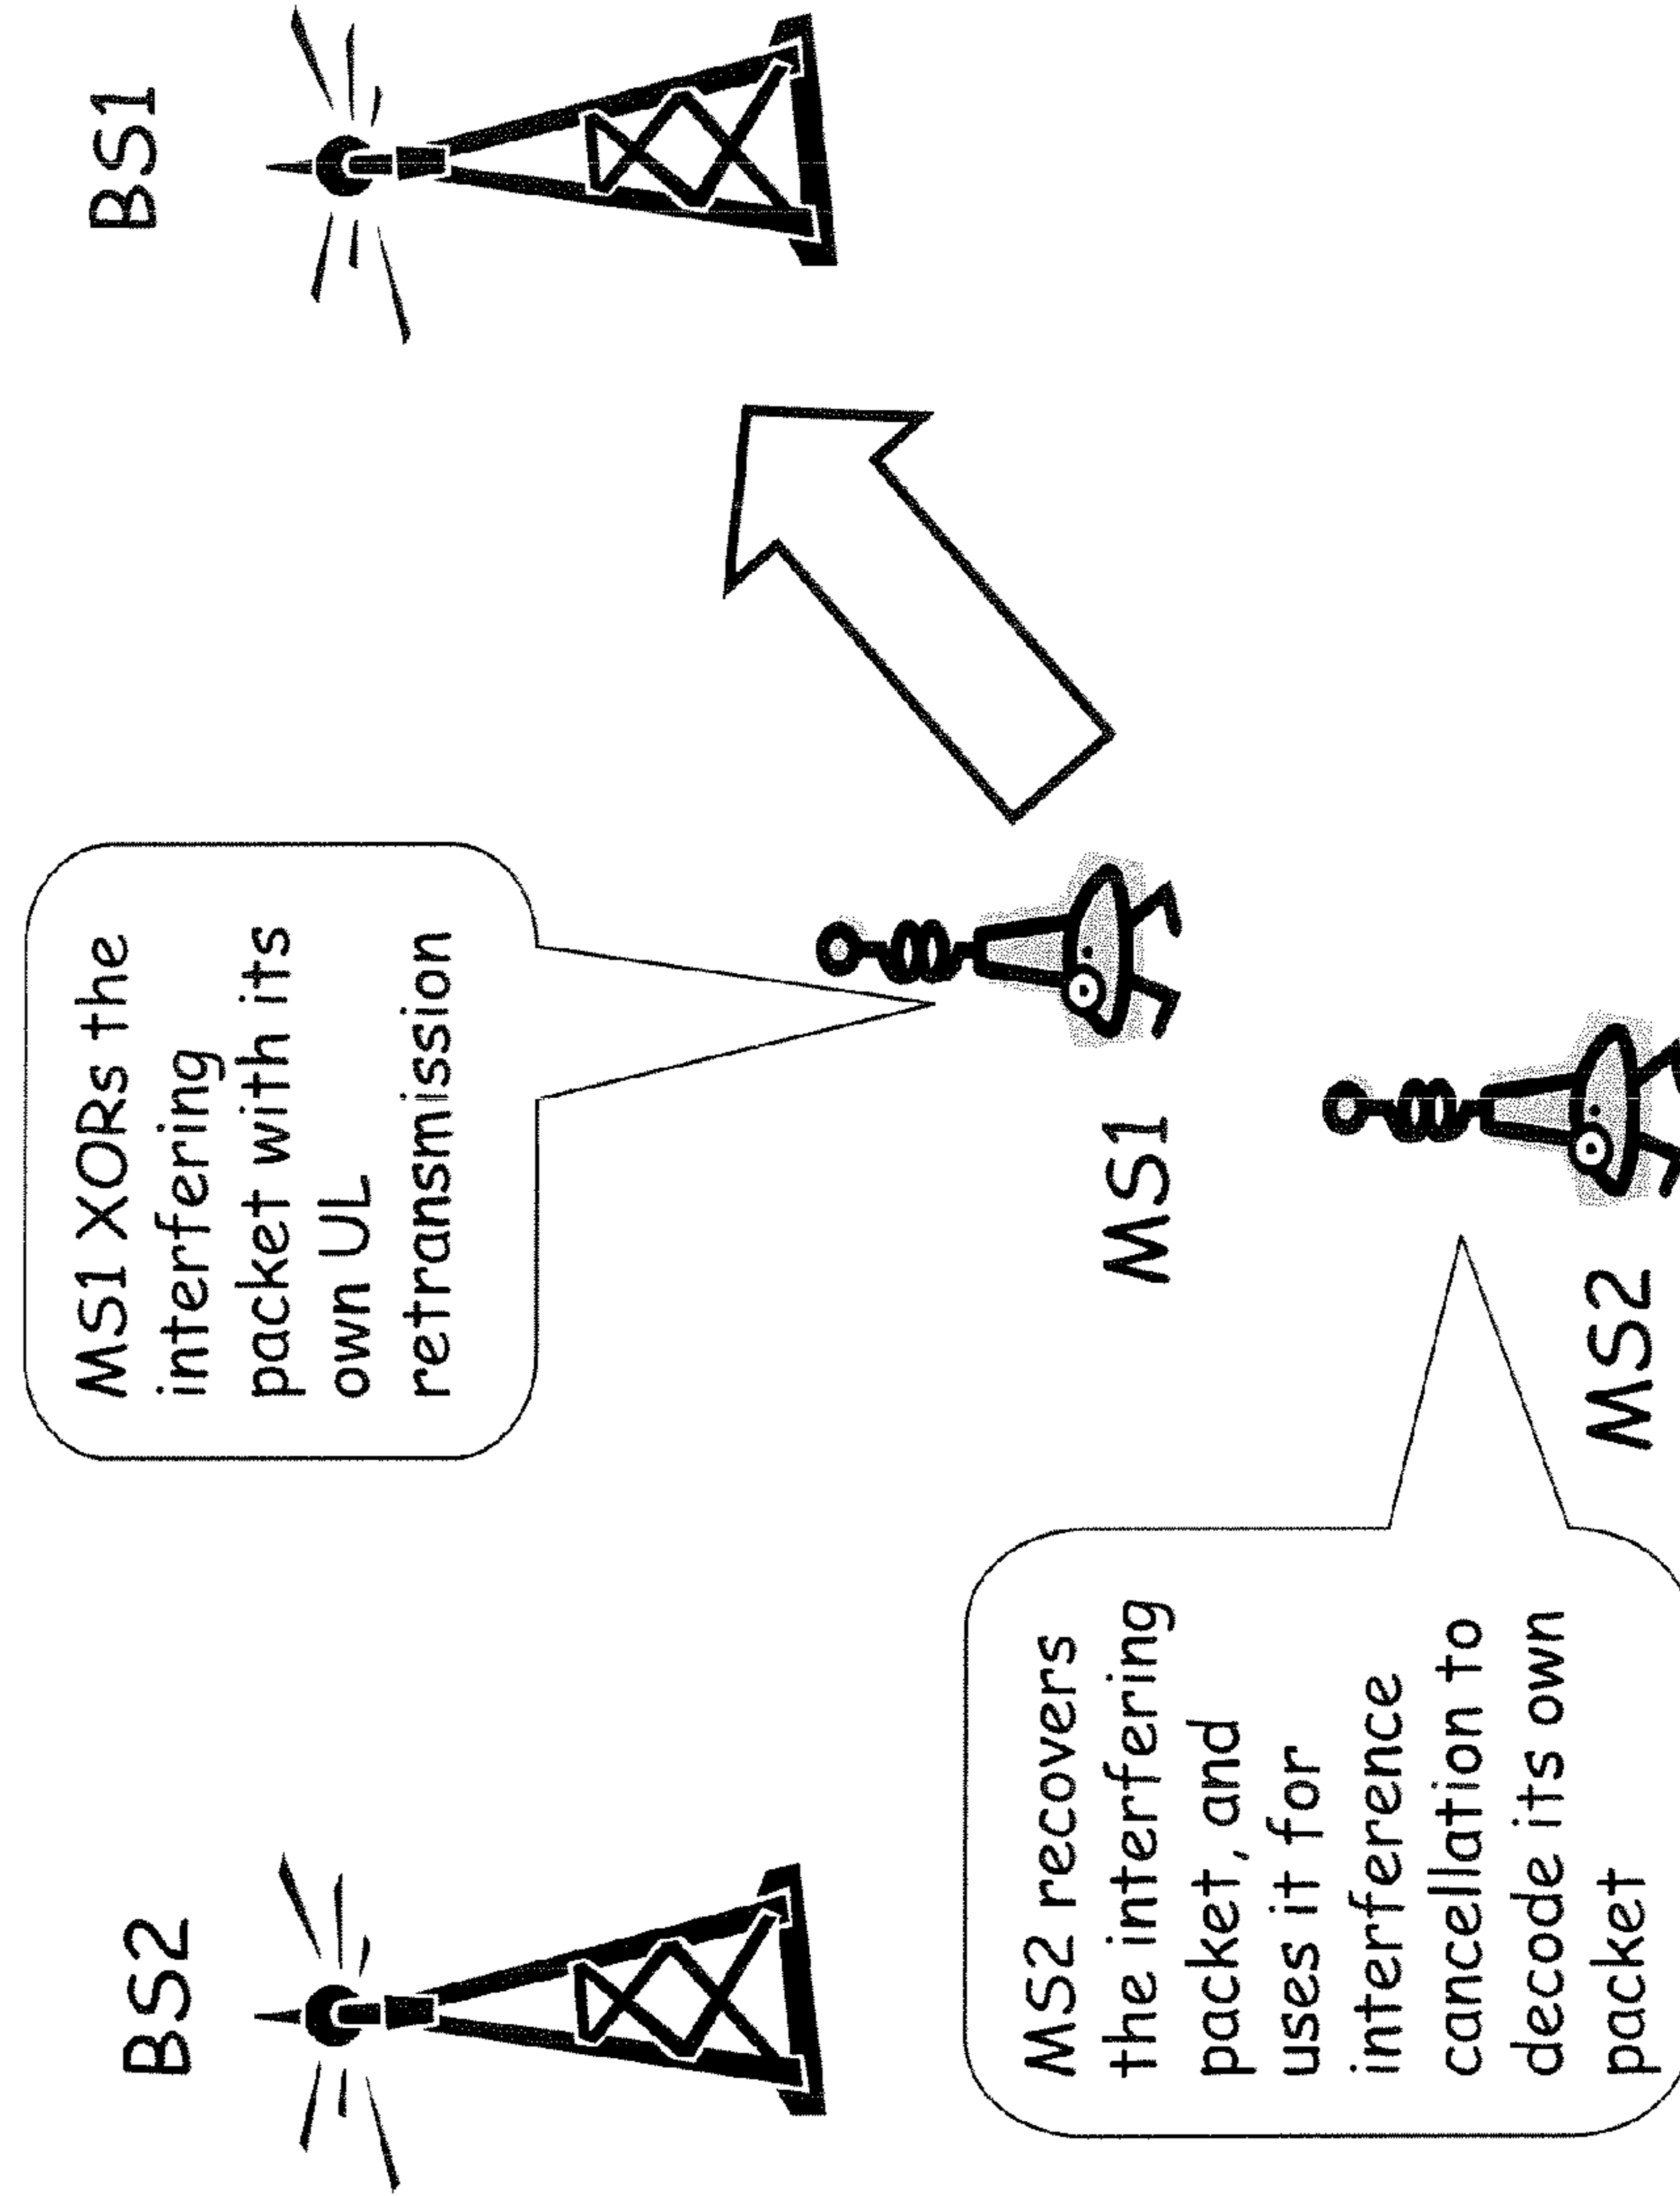 BS2
BS1
MS1 XORs the
interfering
packet with its
own UL
retransmission
MS1
MS2 recovers
the interfering
packet, and
uses it for
interference
cancellation to
decode its own
packet
MS2